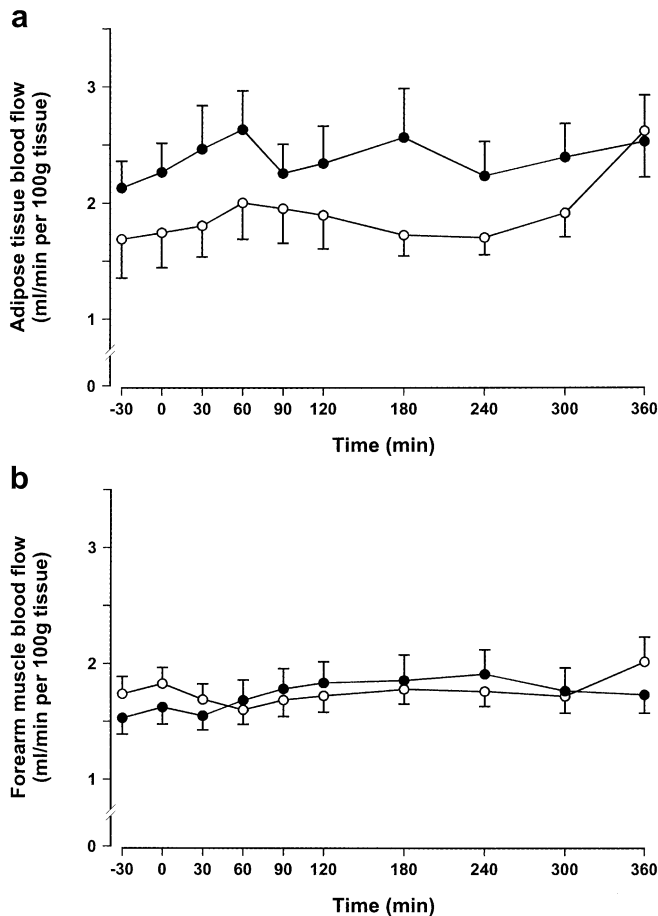 a
Adipose tissue blood flow
(ml/min per 100g tissue)
3
2
1
0
-30 0 30 60 90 120 180 240 300 360
Time (min)
b
Forearm muscle blood flow
(ml/min per 100g tissue)
3
2
1
0
-30 0 30 60 90 120 180 240 300 360
Time (min)